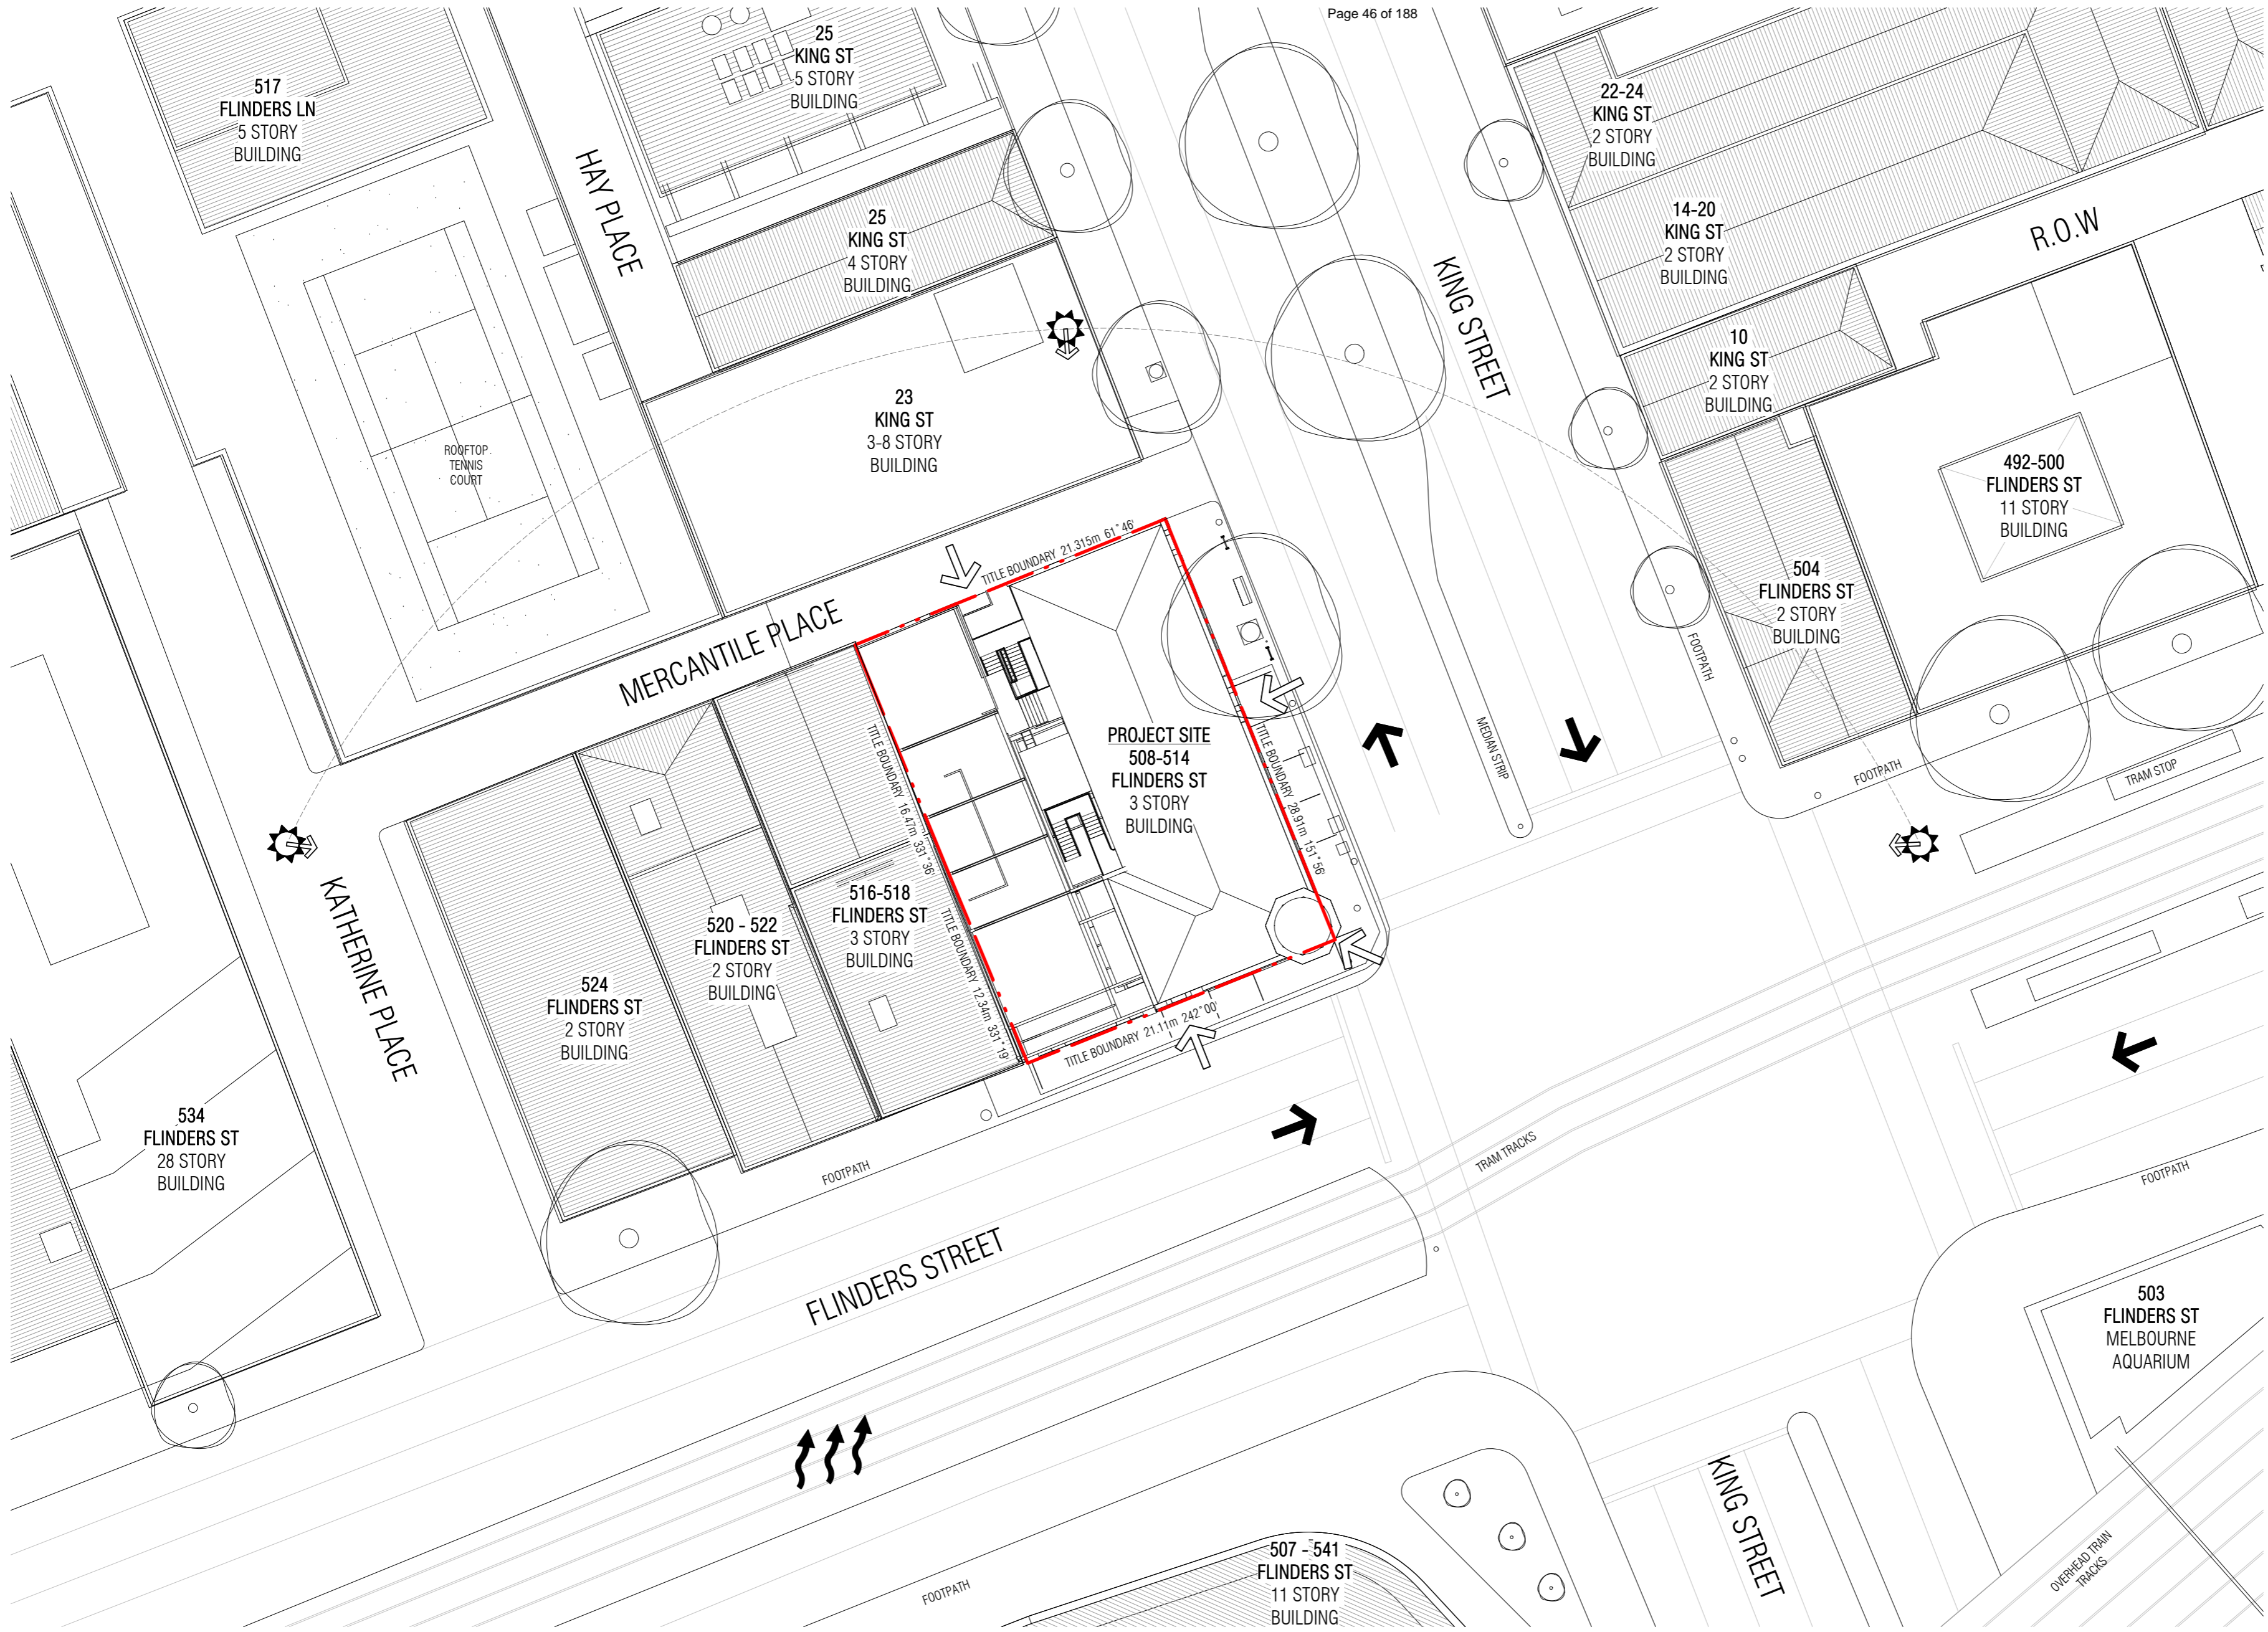 Page 46 of 188
517
FLINDERS LN
5 STORY
BUILDING
HAY PLACE
25
KING ST
5 STORY
BUILDING
25
KING ST
4 STORY
BUILDING
23
KING ST
3-8 STORY
BUILDING
KING STREET
22-24
KING ST
2 STORY
BUILDING
14-20
KING ST
2 STORY
BUILDING
R.O.W
10
KING ST
2 STORY
BUILDING
492-500
FLINDERS ST
11 STORY
BUILDING
504
FLINDERS ST
2 STORY
BUILDING
ROOFTOP
TENNIS
COURT
MERCANTILE PLACE
TITLE BOUNDARY 21.315m 61°46'
TITLE BOUNDARY 16.47m 331°36'
TITLE BOUNDARY 12.34m 331°19'
TITLE BOUNDARY 28.91m 151°56'
TITLE BOUNDARY 21.11m 242°00'
PROJECT SITE
508-514
FLINDERS ST
3 STORY
BUILDING
FOOTPATH
MEDIAN STRIP
FOOTPATH
TRAM STOP
KATHERINE PLACE
516-518
FLINDERS ST
3 STORY
BUILDING
520 - 522
FLINDERS ST
2 STORY
BUILDING
524
FLINDERS ST
2 STORY
BUILDING
534
FLINDERS ST
28 STORY
BUILDING
FOOTPATH
FLINDERS STREET
TRAM TRACKS
FOOTPATH
503
FLINDERS ST
MELBOURNE
AQUARIUM
KING STREET
OVERHEAD TRAIN
TRACKS
507 - 541
FLINDERS ST
11 STORY
BUILDING
FOOTPATH